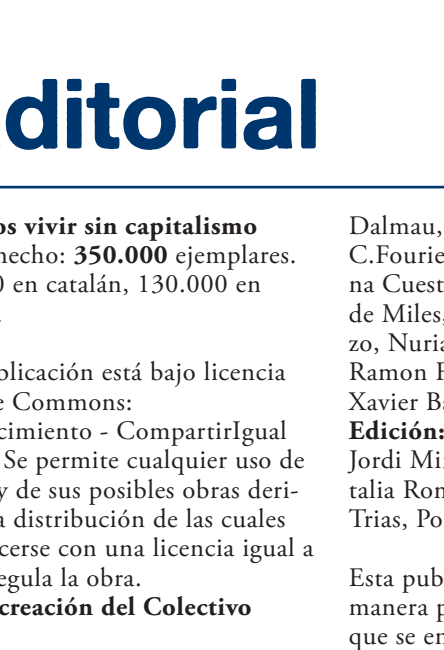 ditorial
os vivir sin capitalismo
hecho: 350.000 ejemplares.
0 en catalán, 130.000 en
.
blicación está bajo licencia
e Commons:
cimiento - CompartirIgual
Se permite cualquier uso de
y de sus posibles obras deri-
a distribución de las cuales
cerse con una licencia igual a
egula la obra.
creación del Colectivo
Dalmau,
C.Fourie
na Cuest
de Miles,
zo, Nuria
Ramon F
Xavier Ba
Edición:
Jordi Mi
talia Ron
Trias, Po
Esta pub
manera p
que se en